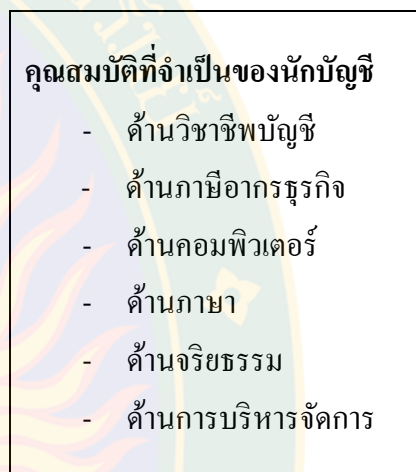 คุณสมบัติที่จำเป็นของนักบัญชี
- ด้านวิชาชีพบัญชี
- ด้านภาษีอากรธุรกิจ
- ด้านคอมพิวเตอร์
- ด้านภาษา
- ด้านจริยธรรม
- ด้านการบริหารจัดการ